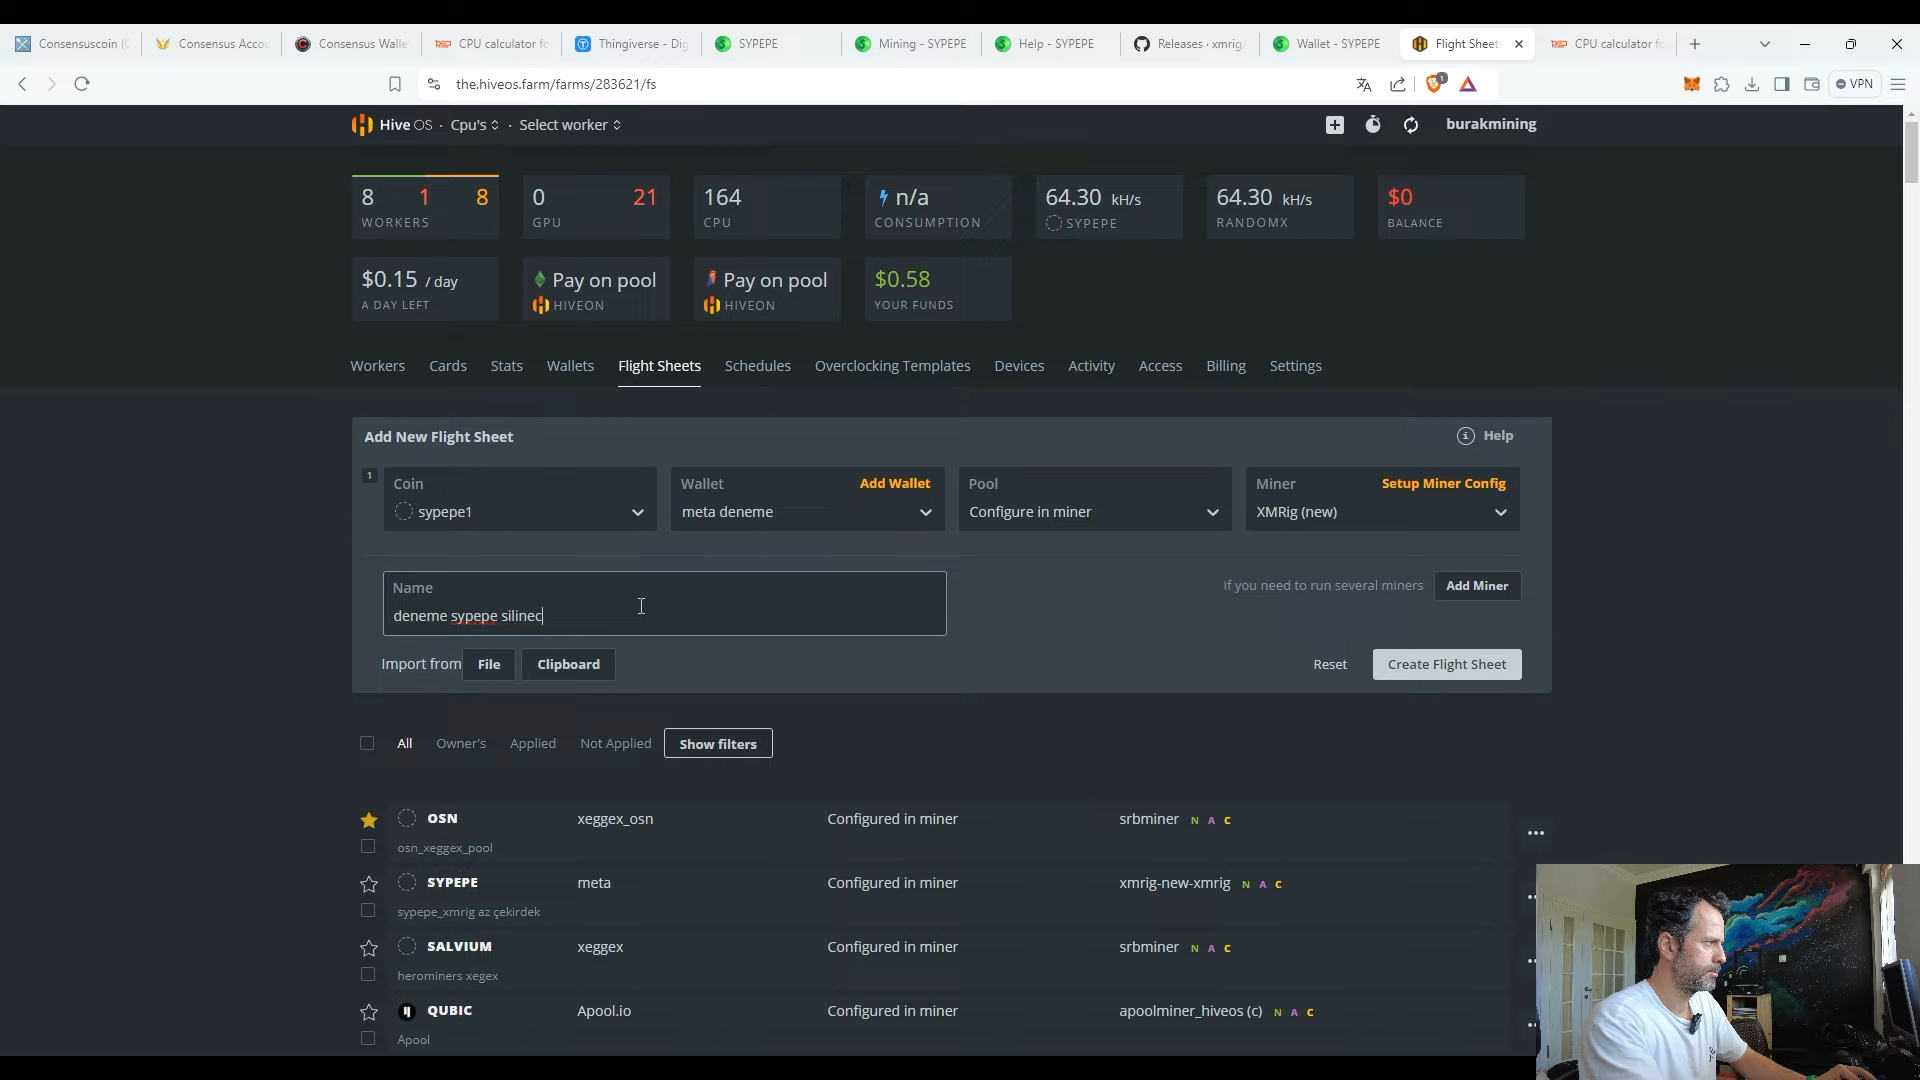 Consensuscoin (
Consensus Accou
Consensus Walle
CPU calculator fo
Thingiverse - Dig
SYPEPE
Mining - SYPEPE
Help - SYPEPE
Releases · xmrig
Wallet - SYPEPE
Flight Sheets
CPU calculator fo
the.hiveos.farm/farms/283621/fs
1
VPN
Hive OS · Cpu's · Select worker
burakmining
8 1 8
WORKERS
0 21
GPU
164
CPU
n/a
CONSUMPTION
64.30 kH/s
SYPEPE
64.30 kH/s
RANDOMX
$0
BALANCE
$0.15 / day
A DAY LEFT
Pay on pool
HIVEON
Pay on pool
HIVEON
$0.58
YOUR FUNDS
Workers Cards Stats Wallets Flight Sheets Schedules Overclocking Templates Devices Activity Access Billing Settings
Add New Flight Sheet
Help
1
Coin
sypepe1
Wallet Add Wallet
meta deneme
Pool
Configure in miner
Miner Setup Miner Config
XMRig (new)
Name
deneme sypepe silinec
If you need to run several miners Add Miner
Import from File Clipboard
Reset Create Flight Sheet
All Owner's Applied Not Applied Show filters
OSN xeggex_osn Configured in miner srbminer N A C
osn_xeggex_pool
SYPEPE meta Configured in miner xmrig-new-xmrig N A C
sypepe_xmrig az çekirdek
SALVIUM xeggex Configured in miner srbminer N A C
herominers xegex
QUBIC Apool.io Configured in miner apoolminer_hiveos (c) N A C
Apool